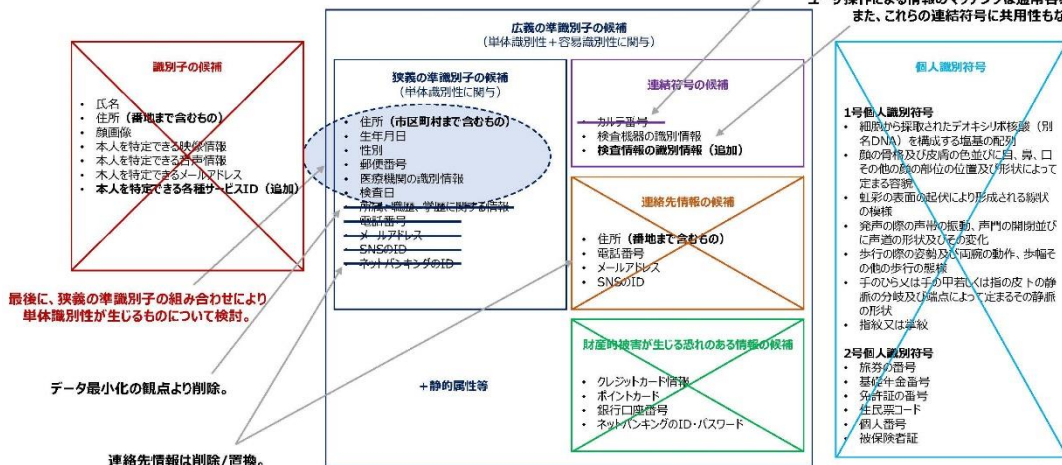 ユーザ操作による情報のマッチングは通常者
また、これらの連結符号に共用性もな
広義の準識別子の候補
（単体識別性＋容易識別性に関与）
識別子の候補
・ 氏名
・ 住所（番地まで含むもの）
・ 顔画像
・ 本人を特定できる映像情報
・ 本人を特定できる音声情報
・ 本人を特定できるメールアドレス
・ 本人を特定できる各種サービスID（追加）
狭義の準識別子の候補
（単体識別性に関与）
・ 住所（市区町村まで含むもの）
・ 生年月日
・ 性別
・ 郵便番号
・ 医療機関の識別情報
・ 検査日
・ 所属、職歴、学歴に関する情報
・ 電話番号
・ メールアドレス
・ SNSのID
・ ネットバンキングのID
＋静的属性等
連結符号の候補
・ カルテ番号
・ 検査機器の識別情報
・ 検査情報の識別情報（追加）
連絡先情報の候補
・ 住所（番地まで含むもの）
・ 電話番号
・ メールアドレス
・ SNSのID
財産的被害が生じる恐れのある情報の候補
・ クレジットカード情報
・ ポイントカード
・ 銀行口座番号
・ ネットバンキングのID・パスワード
個人識別符号
1号個人識別符号
・ 細胞から採取されたデオキシリボ核酸（別
名DNA）を構成する塩基の配列
・ 顔の骨格及び皮膚の色並びに目、鼻、口
その他の顔の部位の位置及び形状によって
定まる容貌
・ 虹彩の表面の起伏により形成される線状
の模様
・ 発声の際の声帯の振動、声門の開閉並び
に声道の形状及びその変化
・ 歩行の際の姿勢及び両腕の動作、歩幅そ
の他の歩行の態様
・ 手のひら又は手の甲若しくは指の皮下の静
脈の分岐及び端点によって定まるその静脈
の形状
・ 指紋又は掌紋
2号個人識別符号
・ 旅券の番号
・ 基礎年金番号
・ 免許証の番号
・ 住民票コード
・ 個人番号
・ 被保険者証
最後に、狭義の準識別子の組み合わせにより
単体識別性が生じるものについて検討。
データ最小化の観点より削除。
連絡先情報は削除/置換。